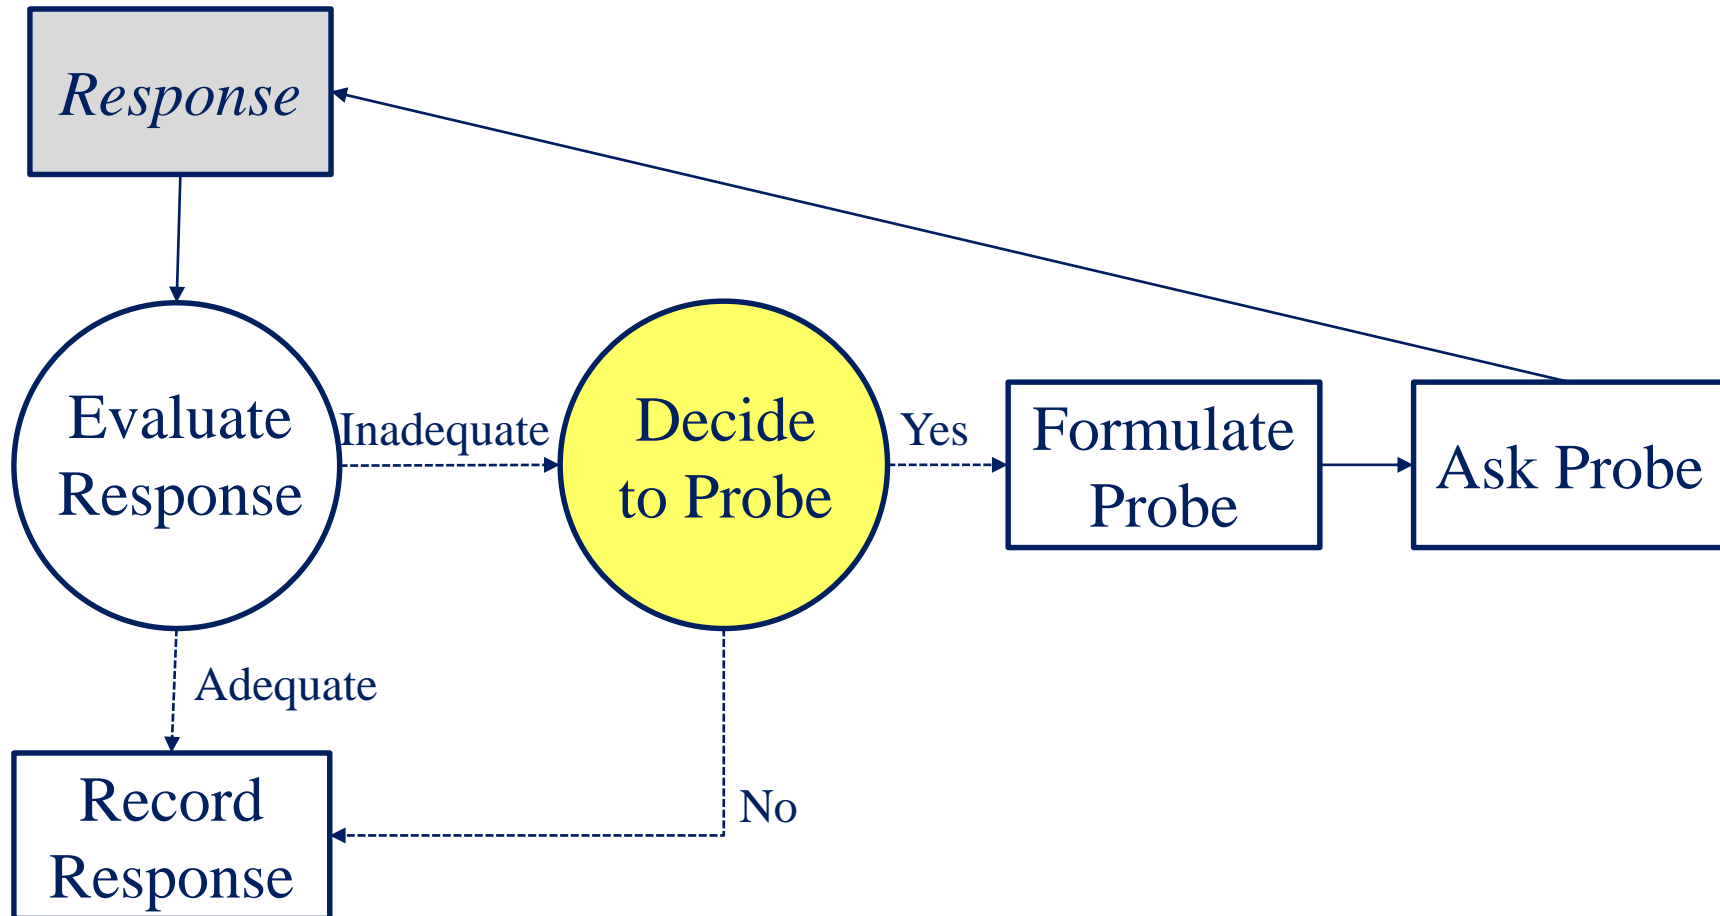 Response
Evaluate
Response
Inadequate
Decide
to Probe
Yes
Formulate
Probe
Ask Probe
Adequate
Record
Response
No